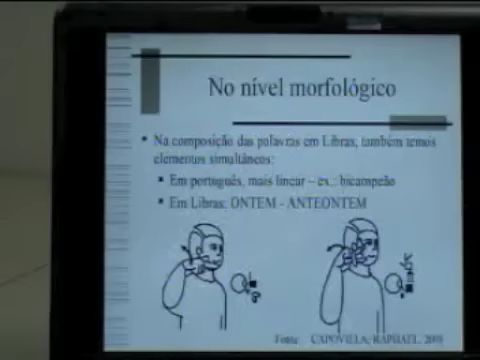 No nível morfológico
Na composição das palavras em Libras, também temos
elementos simultâneos:
Em português, mais linear – ex.: bicampeão
Em Libras: ONTEM - ANTEONTEM
Fonte: CAPOVILLA; RAPHAEL, 2001